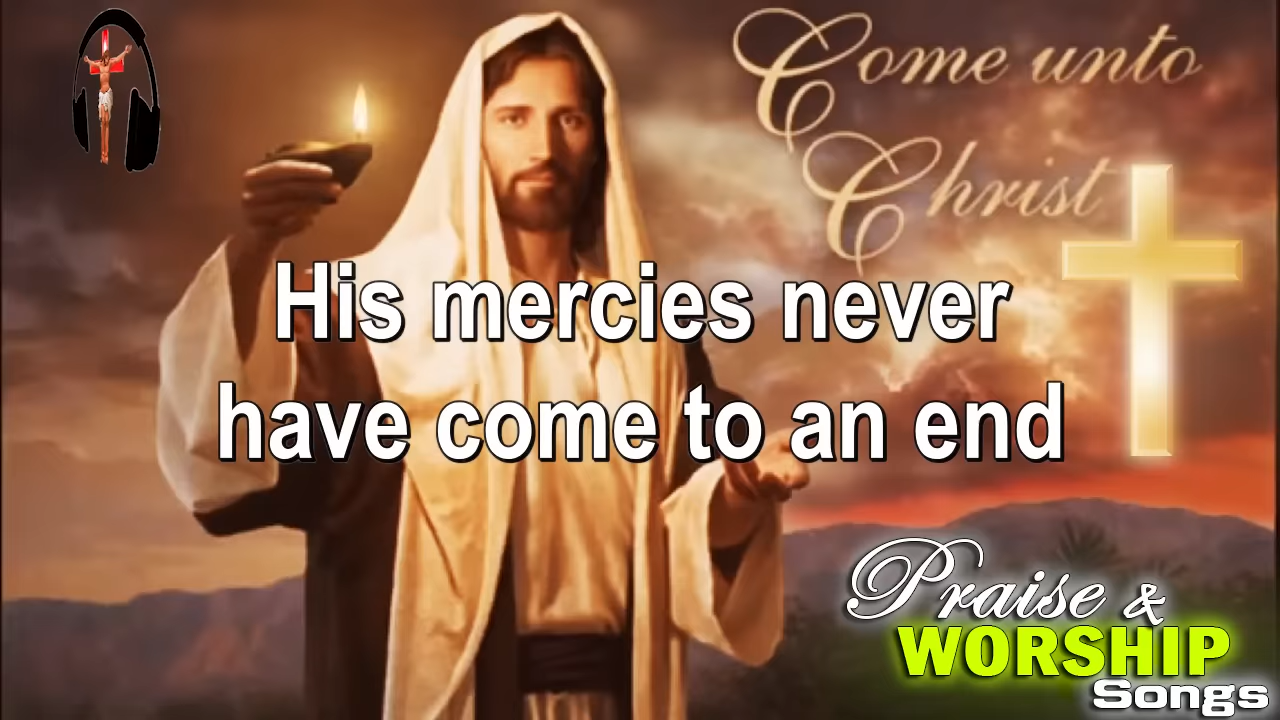 Come unto
Christ
His mercies never
have come to an end
Praise &
WORSHIP
Songs